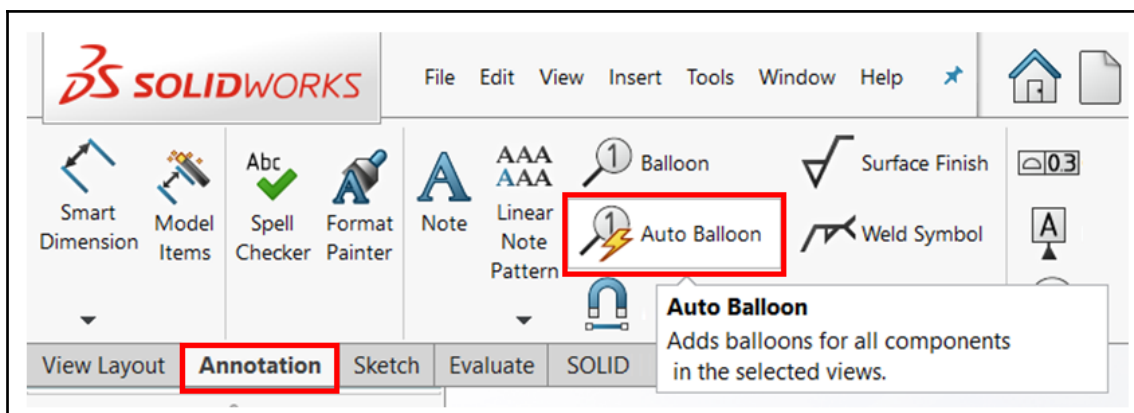 SOLIDWORKS
File Edit View Insert Tools Window Help
Smart
Dimension
Model
Items
Abc
Spell
Checker
Format
Painter
A
Note
AAA
AAA
Linear
Note
Pattern
1 Balloon
1 Auto Balloon
Surface Finish
Weld Symbol
0.3
A
Auto Balloon
Adds balloons for all components
in the selected views.
View Layout Annotation Sketch Evaluate SOLID